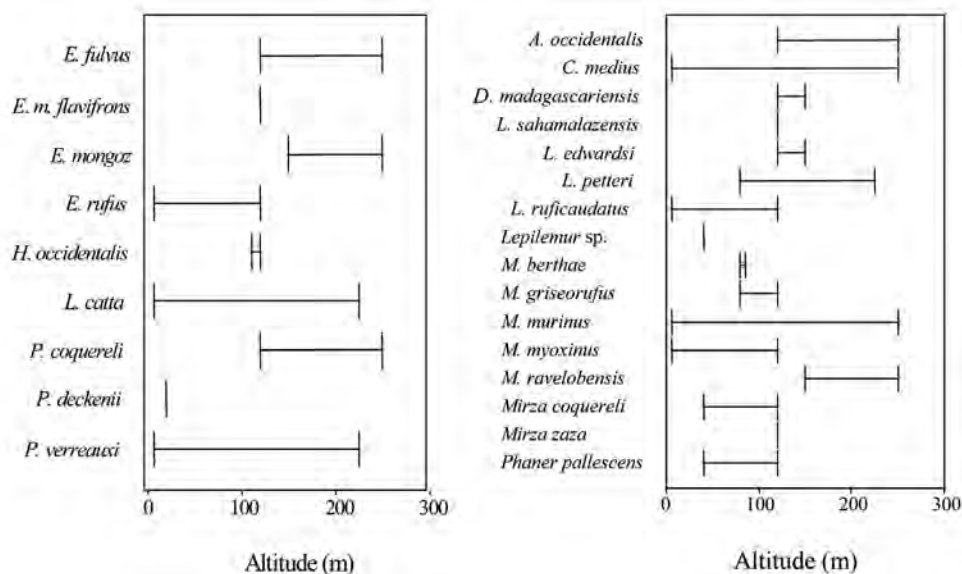 E. fulvus
E. m. flavifrons
E. mongoz
E. rufus
H. occidentalis
L. catta
P. coquereli
P. deckenii
P. verreauxi
0 100 200 300
Altitude (m)
A. occidentalis
C. medius
D. madagascariensis
L. sahamalazensis
L. edwardsi
L. petteri
L. ruficaudatus
Lepilemur sp.
M. berthae
M. griseorufus
M. murinus
M. myoxinus
M. ravelobensis
Mirza coquereli
Mirza zaza
Phaner pallescens
0 100 200 300
Altitude (m)